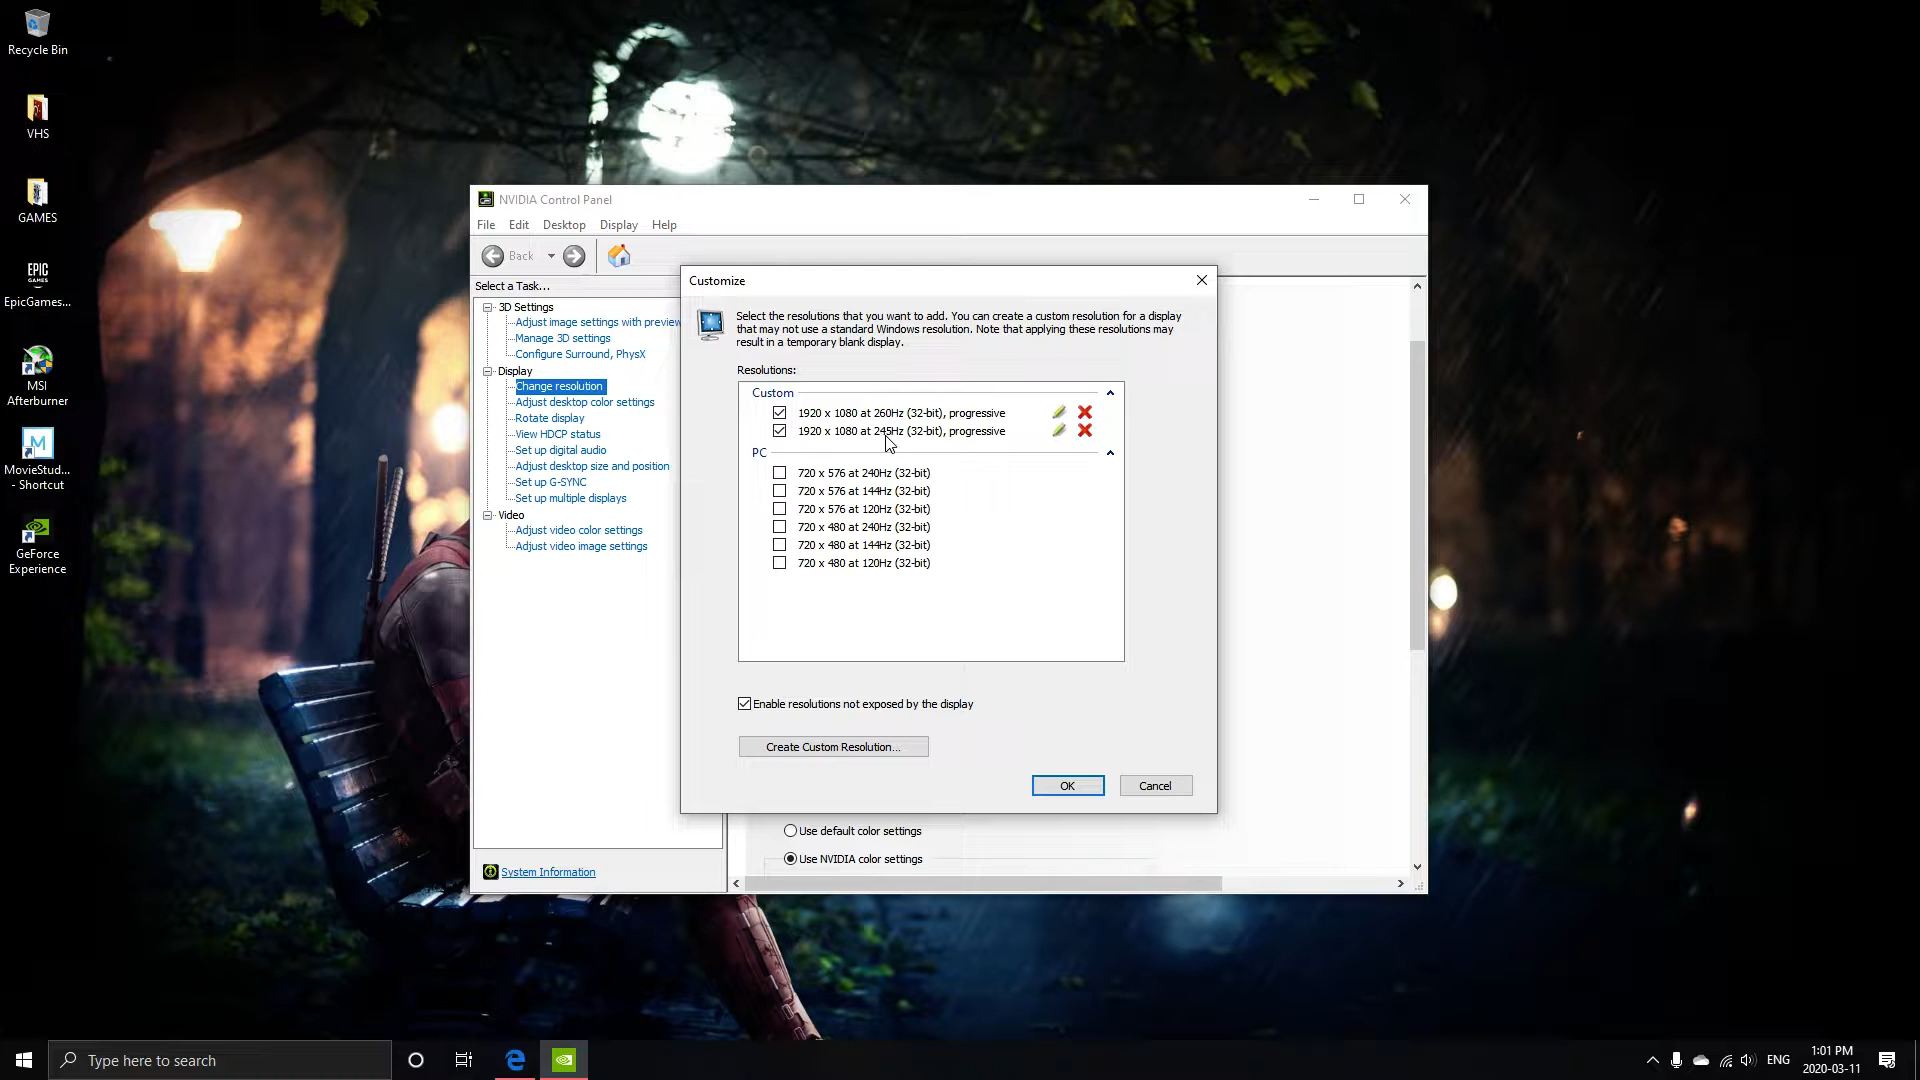 Recycle Bin
VHS
GAMES
EPIC
GAMES
EpicGames...
MSI
Afterburner
M
MovieStud...
- Shortcut
GeForce
Experience
NVIDIA Control Panel
File Edit Desktop Display Help
Back
Select a Task...
3D Settings
Adjust image settings with preview
Manage 3D settings
Configure Surround, PhysX
Display
Change resolution
Adjust desktop color settings
Rotate display
View HDCP status
Set up digital audio
Adjust desktop size and position
Set up G-SYNC
Set up multiple displays
Video
Adjust video color settings
Adjust video image settings
System Information
Customize
Select the resolutions that you want to add. You can create a custom resolution for a display
that may not use a standard Windows resolution. Note that applying these resolutions may
result in a temporary blank display.
Resolutions:
Custom
1920 x 1080 at 260Hz (32-bit), progressive
1920 x 1080 at 245Hz (32-bit), progressive
PC
720 x 576 at 240Hz (32-bit)
720 x 576 at 144Hz (32-bit)
720 x 576 at 120Hz (32-bit)
720 x 480 at 240Hz (32-bit)
720 x 480 at 144Hz (32-bit)
720 x 480 at 120Hz (32-bit)
Enable resolutions not exposed by the display
Create Custom Resolution...
OK
Cancel
Use default color settings
Use NVIDIA color settings
Type here to search
ENG
1:01 PM
2020-03-11